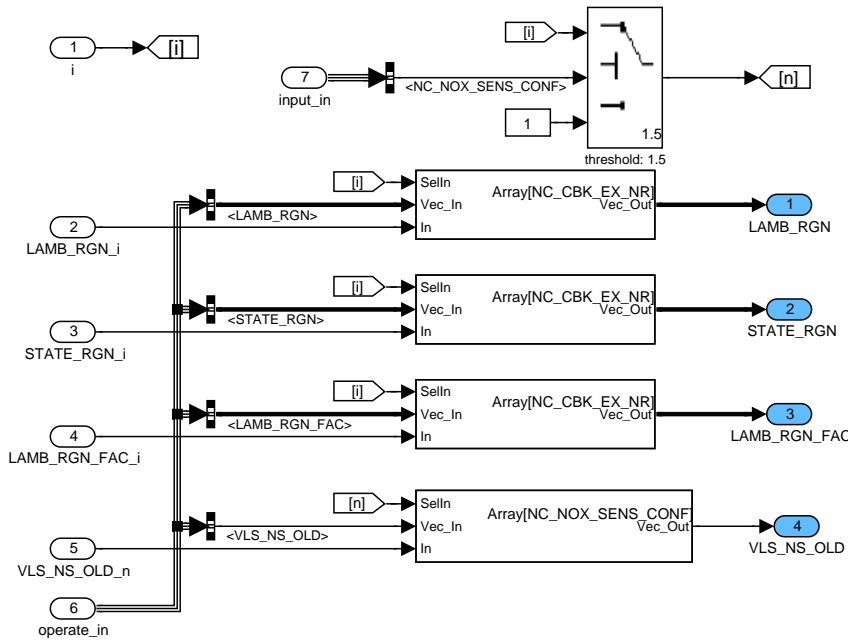 1
i
[i]
7
input_in
[i]
<NC_NOX_SENS_CONF>
1
1.5
threshold: 1.5
[n]
[i]
SelIn
Vec_In
In
Array[NC_CBK_EX_NR]
Vec_Out
<LAMB_RGN>
2
LAMB_RGN_i
1
LAMB_RGN
[i]
SelIn
Vec_In
In
Array[NC_CBK_EX_NR]
Vec_Out
<STATE_RGN>
3
STATE_RGN_i
2
STATE_RGN
[i]
SelIn
Vec_In
In
Array[NC_CBK_EX_NR]
Vec_Out
<LAMB_RGN_FAC>
4
LAMB_RGN_FAC_i
3
LAMB_RGN_FAC
[n]
SelIn
Vec_In
In
Array[NC_NOX_SENS_CONF]
Vec_Out
<VLS_NS_OLD>
5
VLS_NS_OLD_n
4
VLS_NS_OLD
6
operate_in